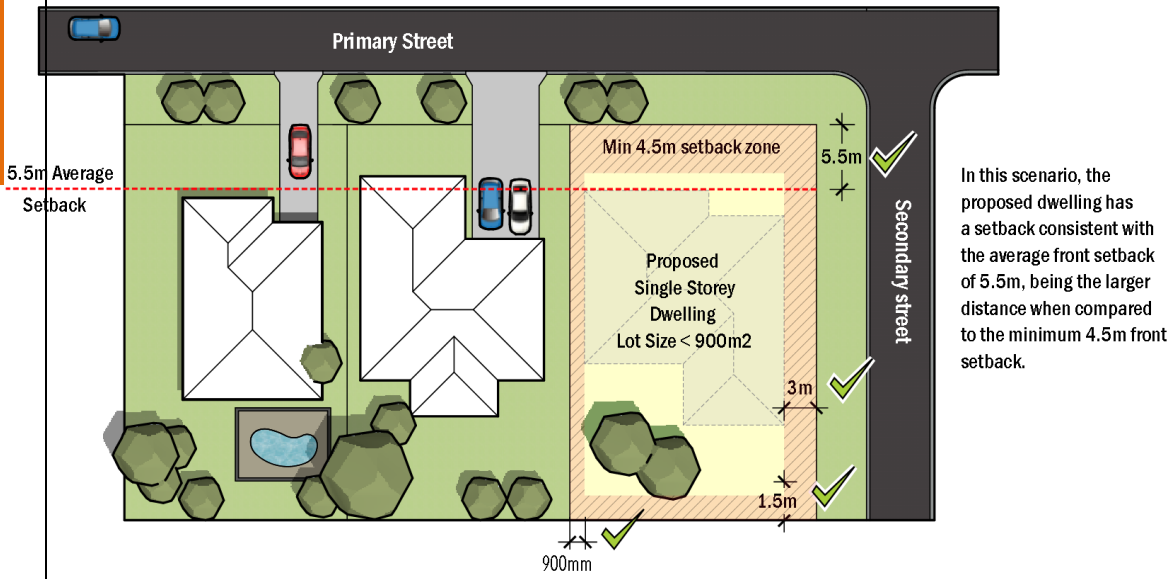 Primary Street
Min 4.5m setback zone
5.5m
5.5m Average
Setback
Secondary street
Proposed
Single Storey
Dwelling
Lot Size < 900m2
3m
1.5m
900mm
In this scenario, the
proposed dwelling has
a setback consistent with
the average front setback
of 5.5m, being the larger
distance when compared
to the minimum 4.5m front
setback.